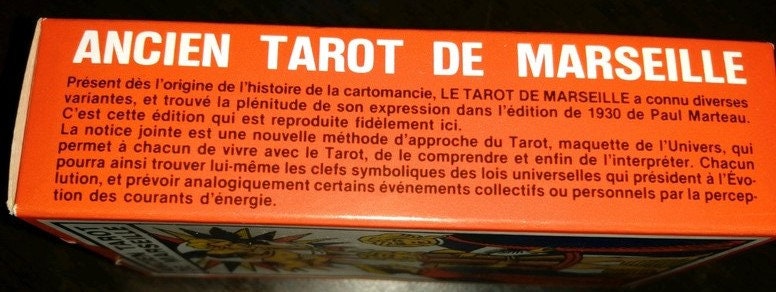 ANCIEN TAROT DE MARSEILLE
Présent dès l'origine de l'histoire de la cartomancie, LE TAROT DE MARSEILLE a connu diverses
variantes, et trouvé la plénitude de son expression dans l'édition de 1930 de Paul Marteau.
C'est cette édition qui est reproduite fidèlement ici.
La notice jointe est une nouvelle méthode d'approche du Tarot, maquette de l'Univers, qui
permet à chacun de vivre avec le Tarot, de le comprendre et enfin de l'interpréter. Chacun
pourra ainsi trouver lui-même les clefs symboliques des lois universelles qui président à l'Évo-
lution, et prévoir analogiquement certains événements collectifs ou personnels par la percep-
tion des courants d'énergie.
TAROT
MARSEILLE